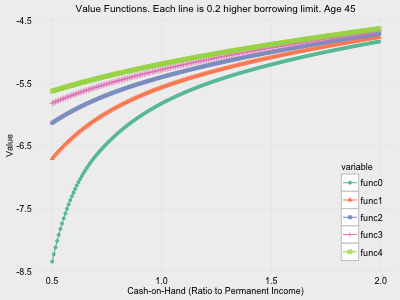 Value Functions. Each line is 0.2 higher borrowing limit. Age 45
-4.5
-5.5
-6.5
-7.5
-8.5
Value
0.5
1.0
1.5
2.0
Cash-on-Hand (Ratio to Permanent Income)
variable
func0
func1
func2
func3
func4